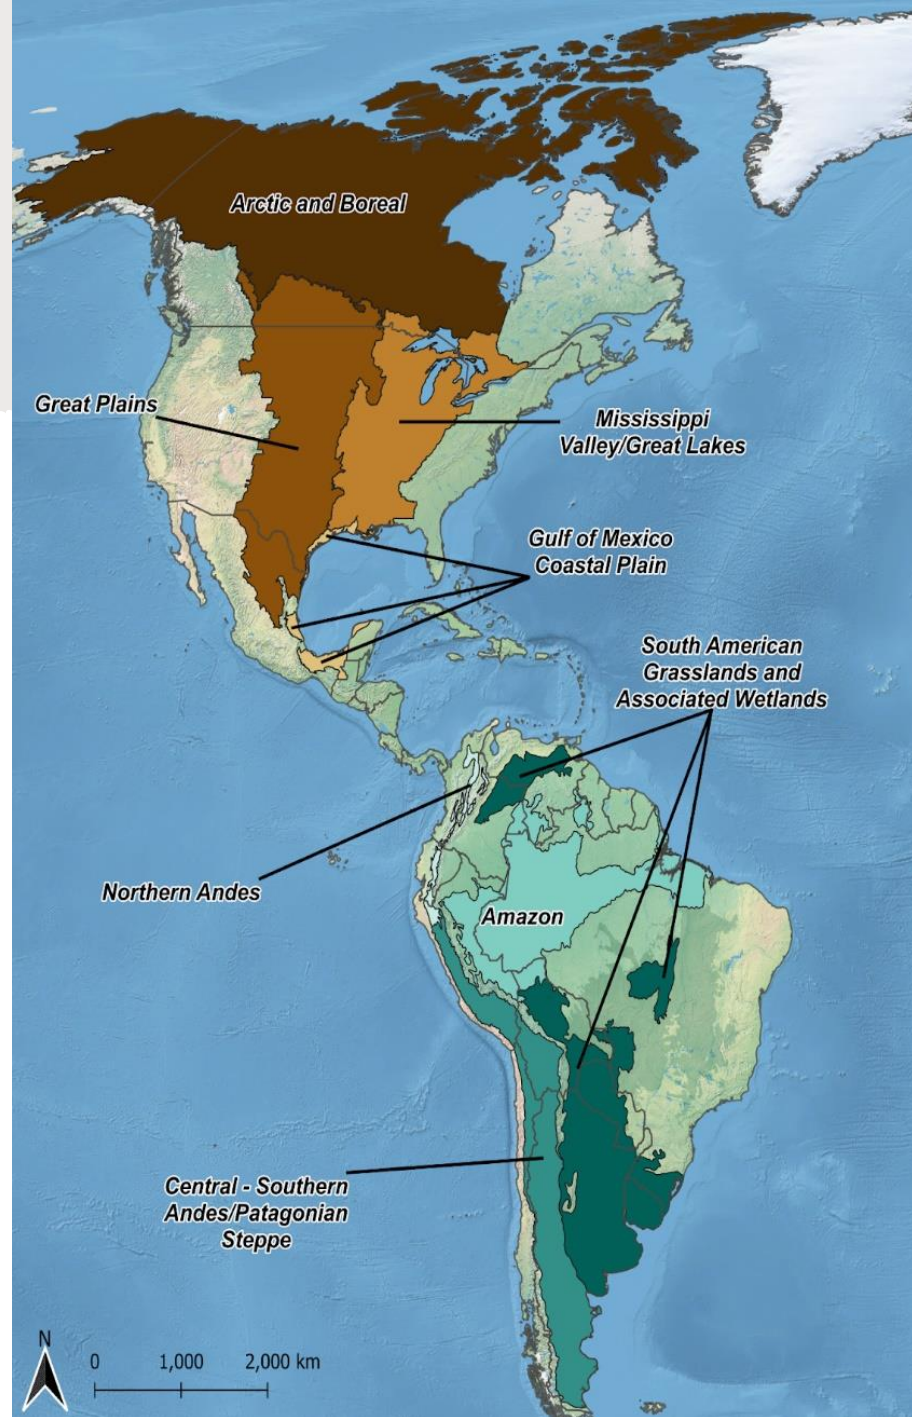 Arctic and Boreal
Great Plains
Mississippi
Valley/Great Lakes
Gulf of Mexico
Coastal Plain
South American
Grasslands and
Associated Wetlands
Northern Andes
Amazon
Central - Southern
Andes/Patagonian
Steppe
N
0 1,000 2,000 km